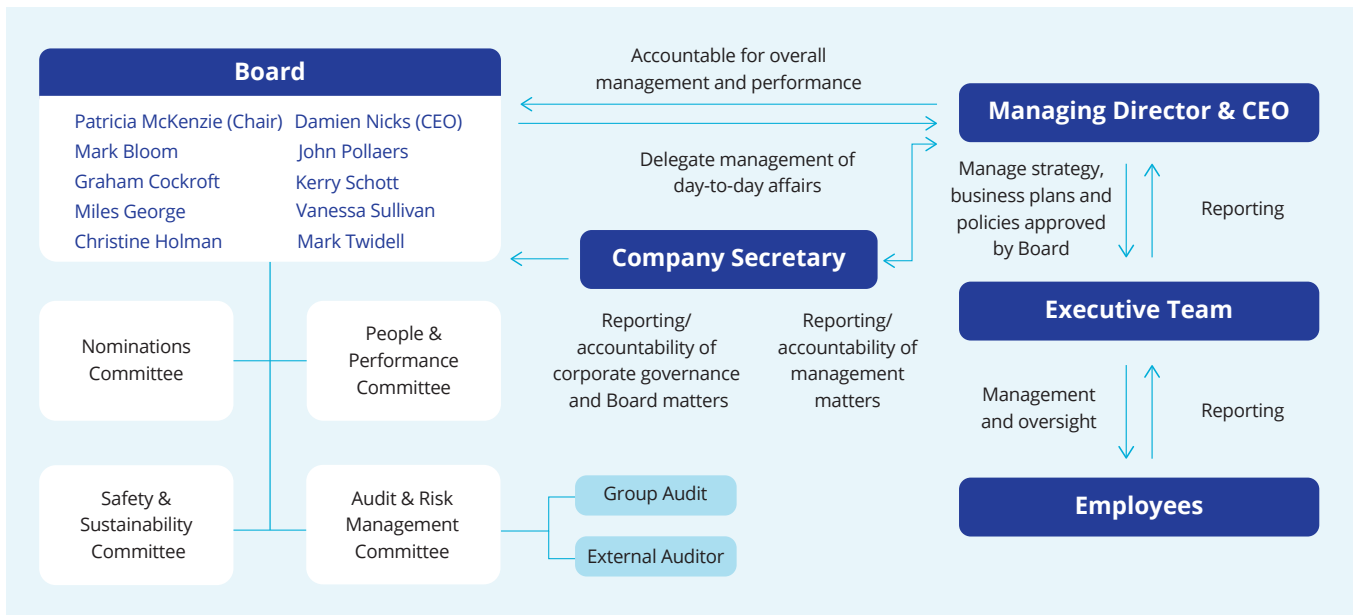 Board
Patricia McKenzie (Chair)
Mark Bloom
Graham Cockroft
Miles George
Christine Holman
Damien Nicks (CEO)
John Pollaers
Kerry Schott
Vanessa Sullivan
Mark Twidell
Accountable for overall
management and performance
Delegate management of
day-to-day affairs
Managing Director & CEO
Manage strategy,
business plans and
policies approved
by Board
Reporting
Company Secretary
Reporting/
accountability of
corporate governance
and Board matters
Reporting/
accountability of
management
matters
Executive Team
Management
and oversight
Reporting
Employees
Nominations
Committee
People &
Performance
Committee
Safety &
Sustainability
Committee
Audit & Risk
Management
Committee
Group Audit
External Auditor